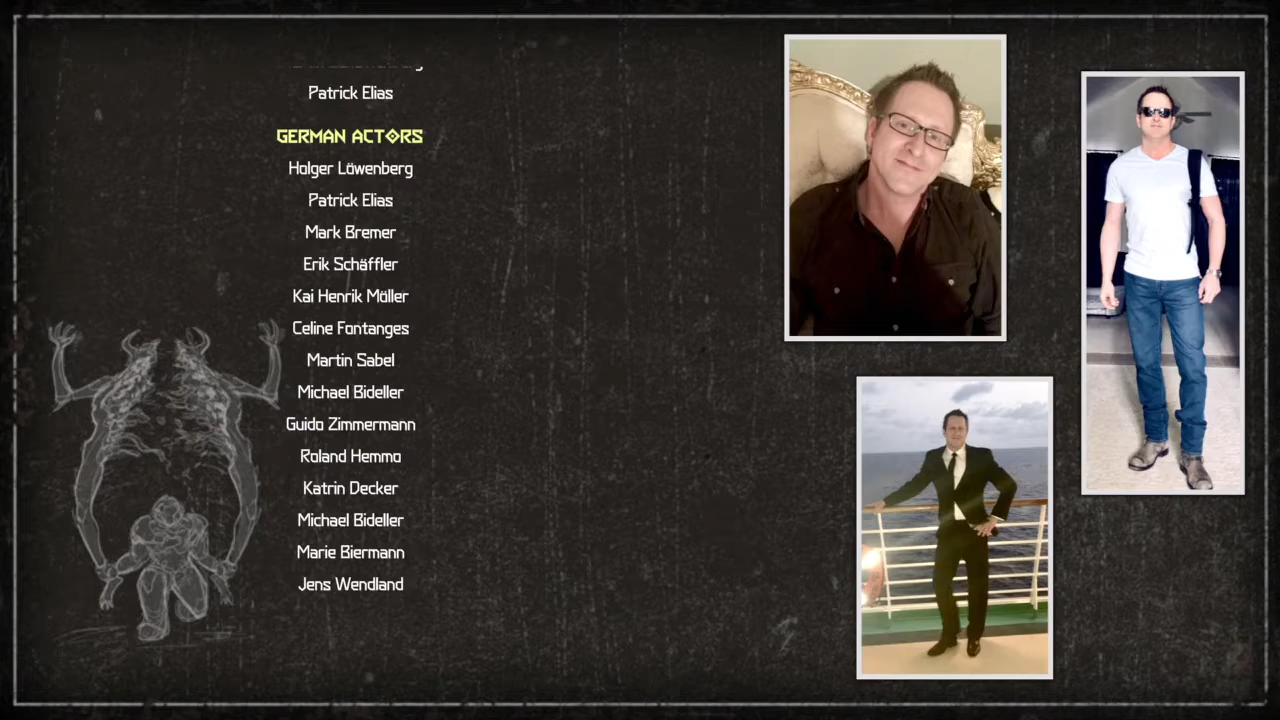 Patrick Elias
GERMAN ACTORS
Holger Löwenberg
Patrick Elias
Mark Bremer
Erik Schäffler
Kai Henrik Möller
Celine Fontanges
Martin Sabel
Michael Bideller
Guido Zimmermann
Roland Hemmo
Katrin Decker
Michael Bideller
Marie Biermann
Jens Wendland